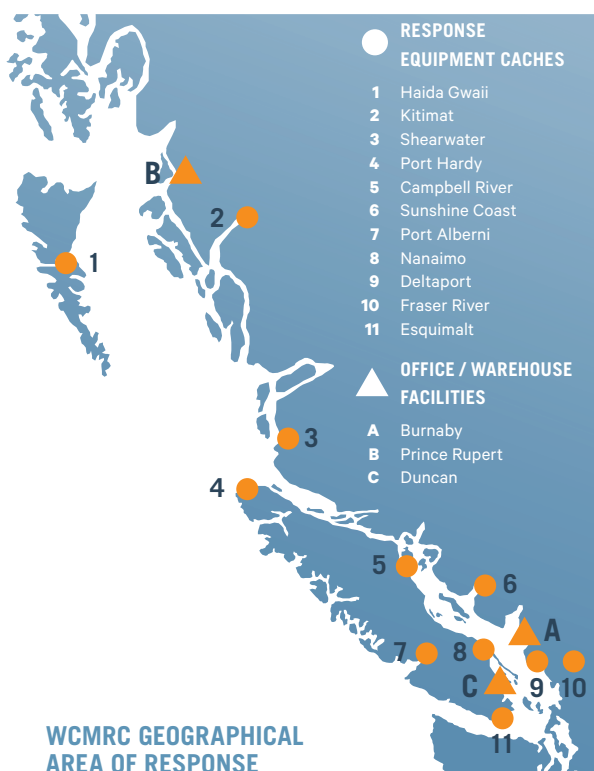 RESPONSE
EQUIPMENT CACHES
1 Haida Gwaii
2 Kitimat
3 Shearwater
4 Port Hardy
5 Campbell River
6 Sunshine Coast
7 Port Alberni
8 Nanaimo
9 Deltaport
10 Fraser River
11 Esquimalt
OFFICE / WAREHOUSE
FACILITIES
A Burnaby
B Prince Rupert
C Duncan
B
2
1
3
4
5
6
A
7
8
9
10
C
11
WCMRC GEOGRAPHICAL
AREA OF RESPONSE